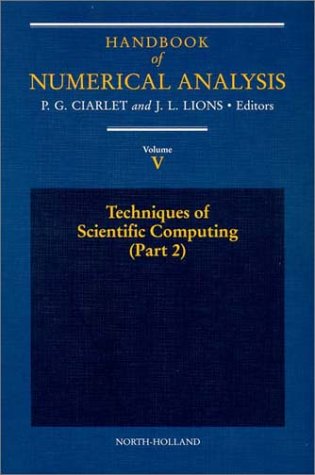 HANDBOOK
of
NUMERICAL ANALYSIS
P. G. CIARLET and J. L. LIONS • Editors
Volume
V
Techniques of
Scientific Computing
(Part 2)
NORTH-HOLLAND